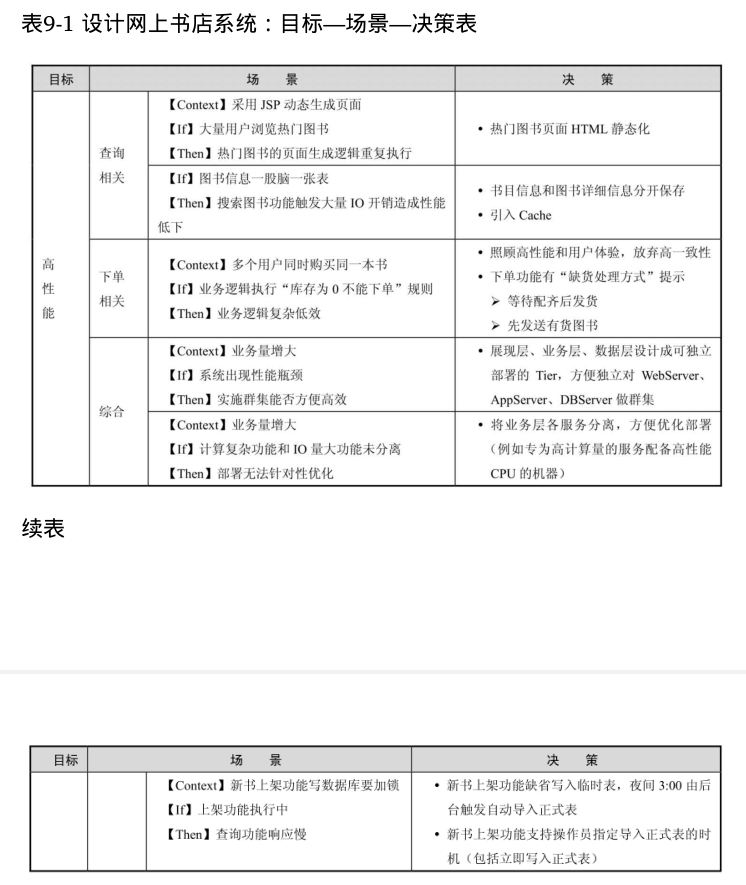 表9-1 设计网上书店系统：目标—场景—决策表
目标 场 景 决 策
高
性
能
查询
相关
【Context】采用 JSP 动态生成页面
【If】大量用户浏览热门图书
【Then】热门图书的页面生成逻辑重复执行
• 热门图书页面 HTML 静态化
【If】图书信息一股脑一张表
【Then】搜索图书功能触发大量 IO 开销造成性能
低下
• 书目信息和图书详细信息分开保存
• 引入 Cache
下单
相关
【Context】多个用户同时购买同一本书
【If】业务逻辑执行“库存为 0 不能下单”规则
【Then】业务逻辑复杂低效
• 照顾高性能和用户体验，放弃高一致性
• 下单功能有“缺货处理方式”提示
➢ 等待配齐后发货
➢ 先发送有货图书
综合
【Context】业务量增大
【If】系统出现性能瓶颈
【Then】实施群集能否方便高效
• 展现层、业务层、数据层设计成可独立
部署的 Tier，方便独立对 WebServer、
AppServer、DBServer 做群集
【Context】业务量增大
【If】计算复杂功能和 IO 量大功能未分离
【Then】部署无法针对性优化
• 将业务层各服务分离，方便优化部署
（例如专为高计算量的服务配备高性能
CPU 的机器）
续表
目标 场 景 决 策
【Context】新书上架功能写数据库要加锁
【If】上架功能执行中
【Then】查询功能响应慢
• 新书上架功能缺省写入临时表，夜间 3:00 由后
台触发自动导入正式表
• 新书上架功能支持操作员指定导入正式表的时
机（包括立即写入正式表）